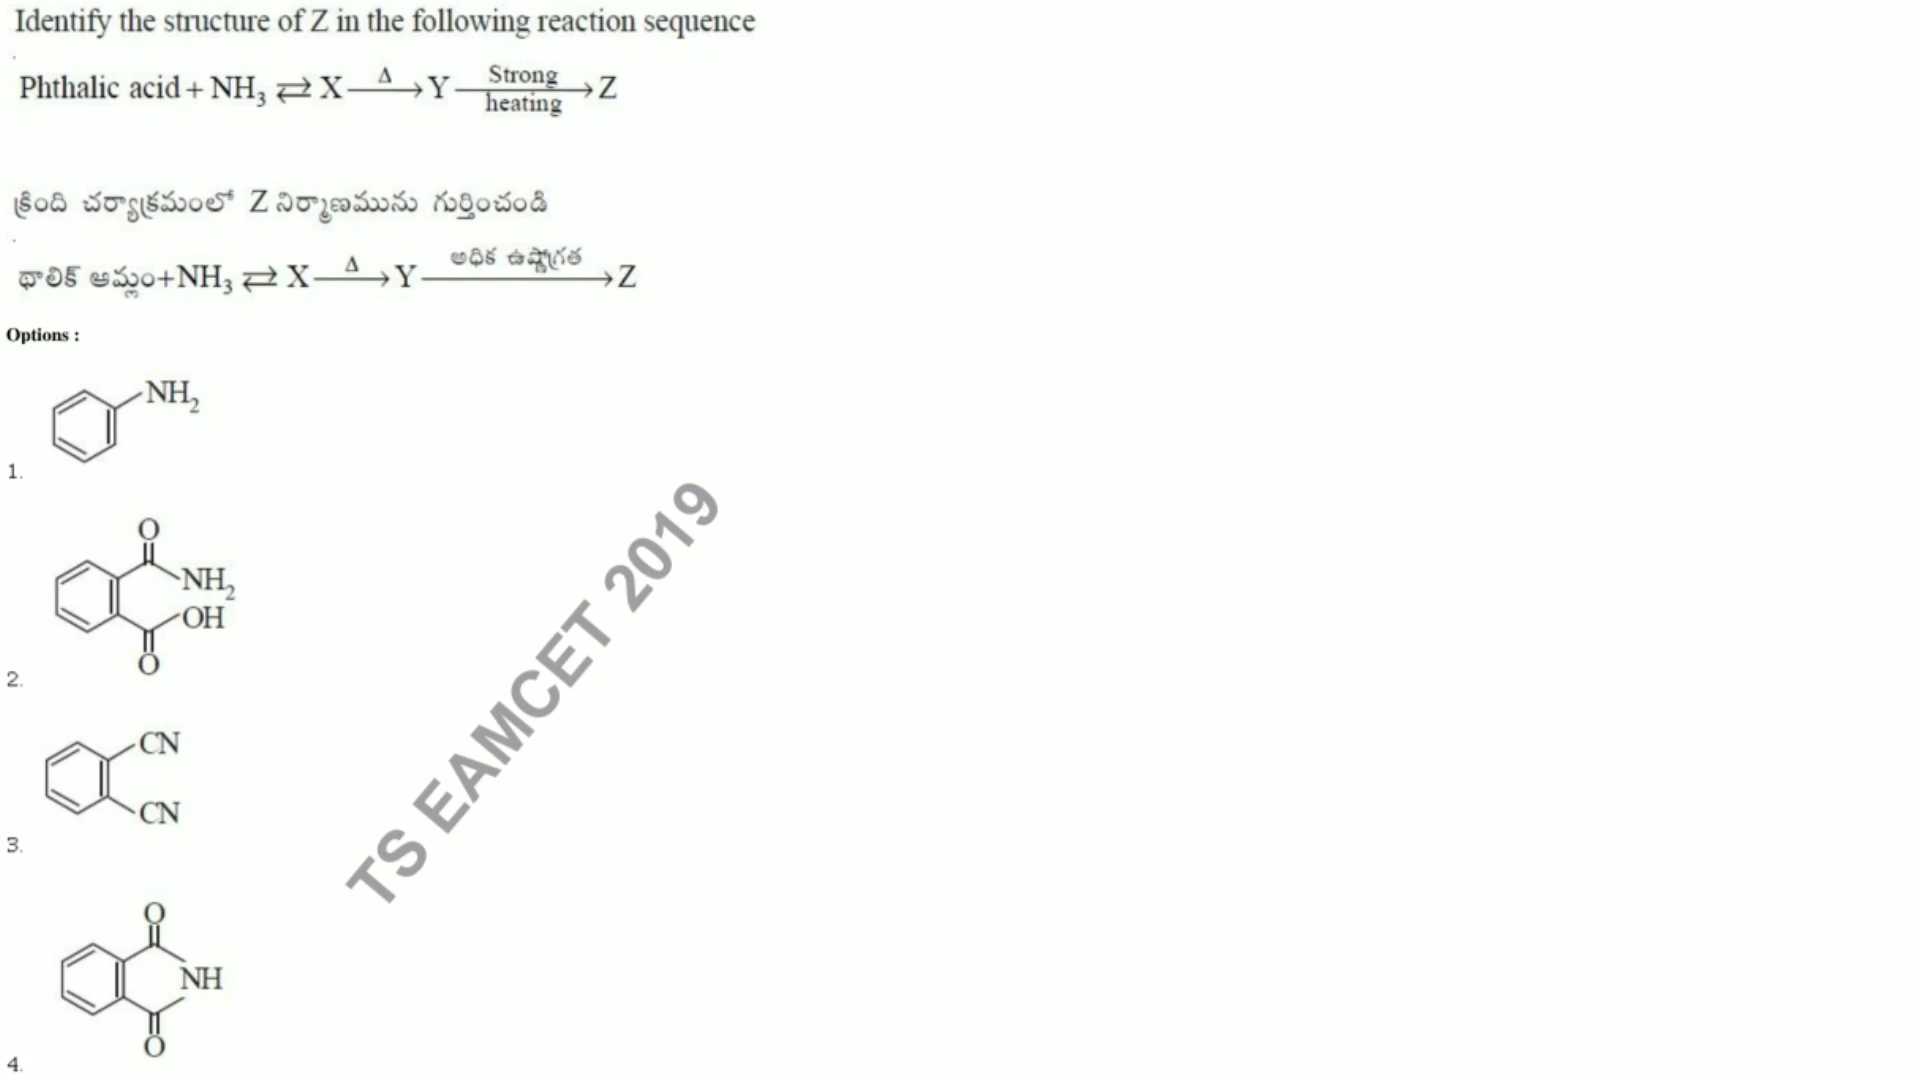 Identify the structure of Z in the following reaction sequence
Phthalic acid + NH₃ ⇄ X —Δ→ Y —Strong heating→ Z
క్రింది చర్యాక్రమంలో Z నిర్మాణమును గుర్తించండి
థాలిక్ ఆమ్లం+NH₃ ⇄ X —Δ→ Y —అధిక ఉష్ణోగ్రత→ Z
Options :
NH₂
1.
O
NH₂
OH
O
2.
CN
CN
3.
O
NH
O
4.
TS EAMCET 2019